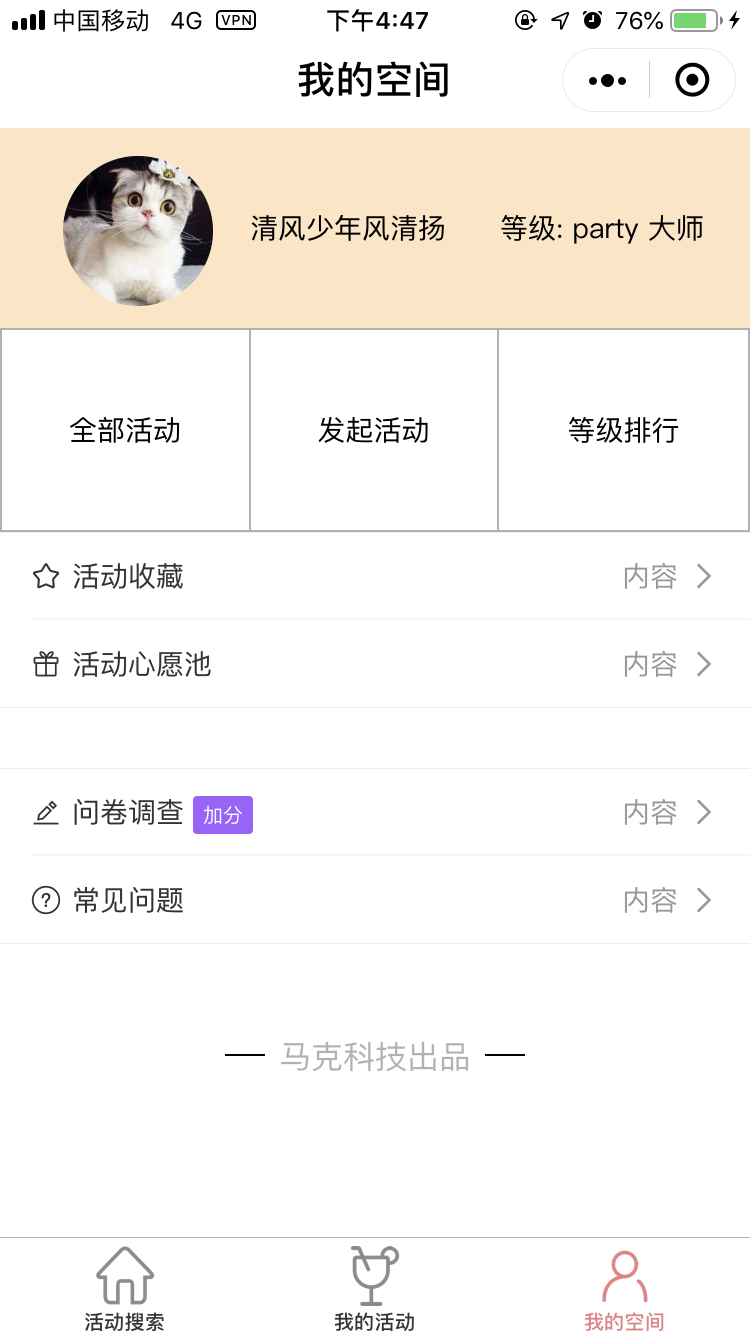 中国移动 4G VPN 下午4:47 76%
我的空间
清风少年风清扬 等级: party 大师
全部活动 发起活动 等级排行
活动收藏 内容
活动心愿池 内容
问卷调查 加分 内容
常见问题 内容
马克科技出品
活动搜索 我的活动 我的空间